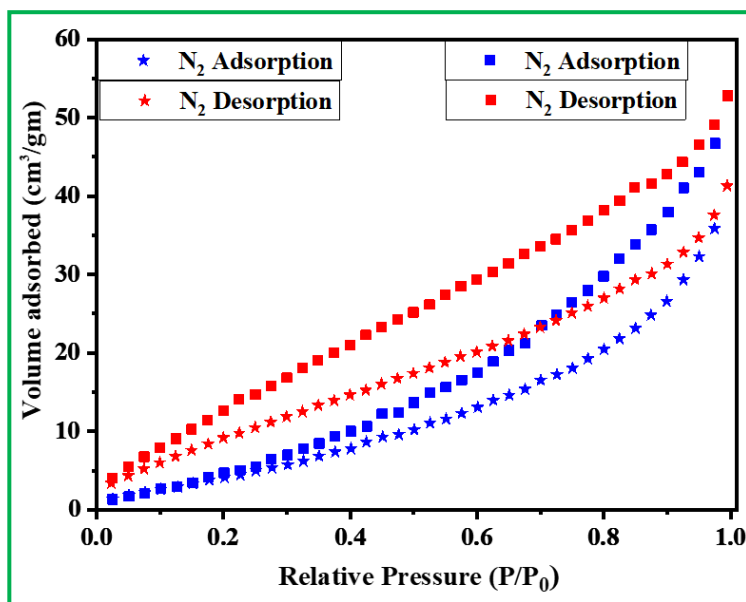 60
50
40
30
20
10
0
Volume adsorbed (cm³/gm)
N₂ Adsorption
N₂ Desorption
N₂ Adsorption
N₂ Desorption
0.0 0.2 0.4 0.6 0.8 1.0
Relative Pressure (P/P₀)